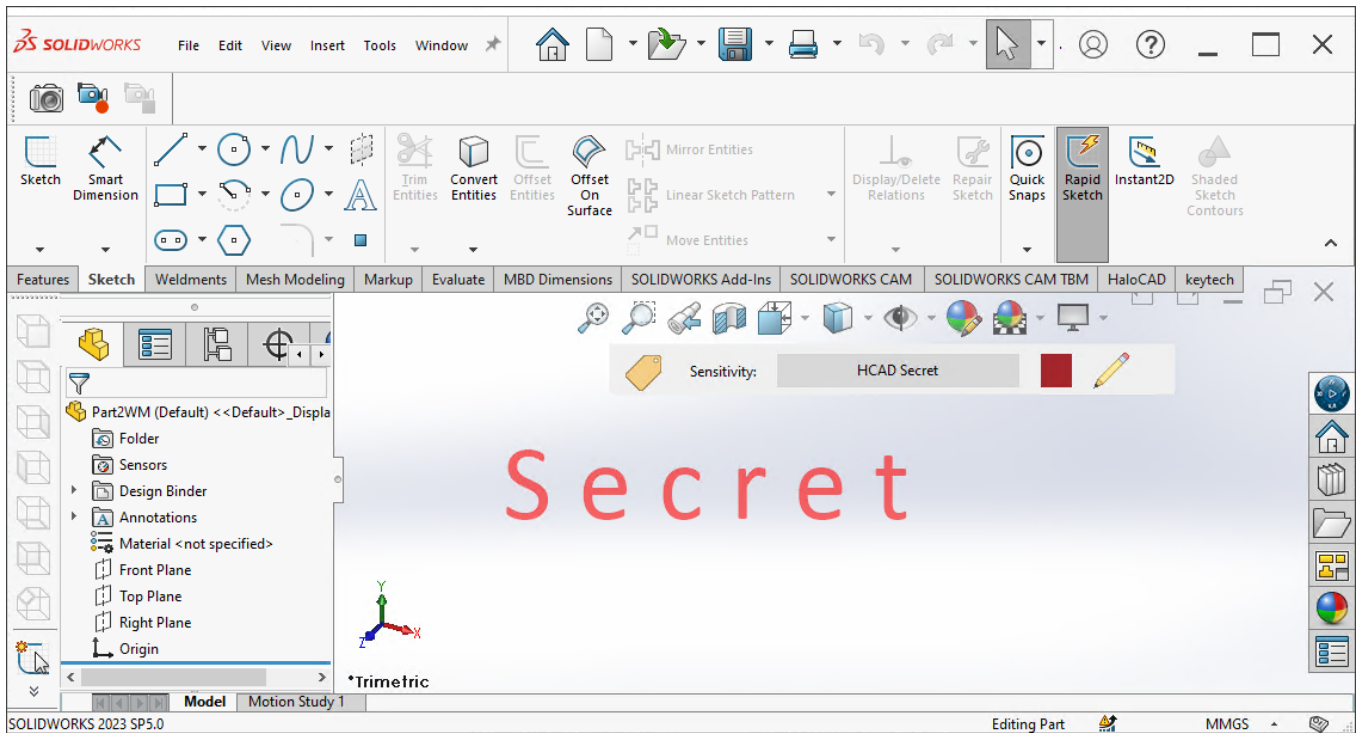 SOLIDWORKS File Edit View Insert Tools Window
Sketch Smart Dimension Trim Entities Convert Entities Offset Entities Offset On Surface Mirror Entities Linear Sketch Pattern Move Entities Display/Delete Relations Repair Sketch Quick Snaps Rapid Sketch Instant2D Shaded Sketch Contours
Features Sketch Weldments Mesh Modeling Markup Evaluate MBD Dimensions SOLIDWORKS Add-Ins SOLIDWORKS CAM SOLIDWORKS CAM TBM HaloCAD keytech
Sensitivity: HCAD Secret
Part2WM (Default) <<Default>_Displa
Folder
Sensors
Design Binder
Annotations
Material <not specified>
Front Plane
Top Plane
Right Plane
Origin
Secret
Y
X
Z
*Trimetric
Model Motion Study 1
SOLIDWORKS 2023 SP5.0 Editing Part MMGS